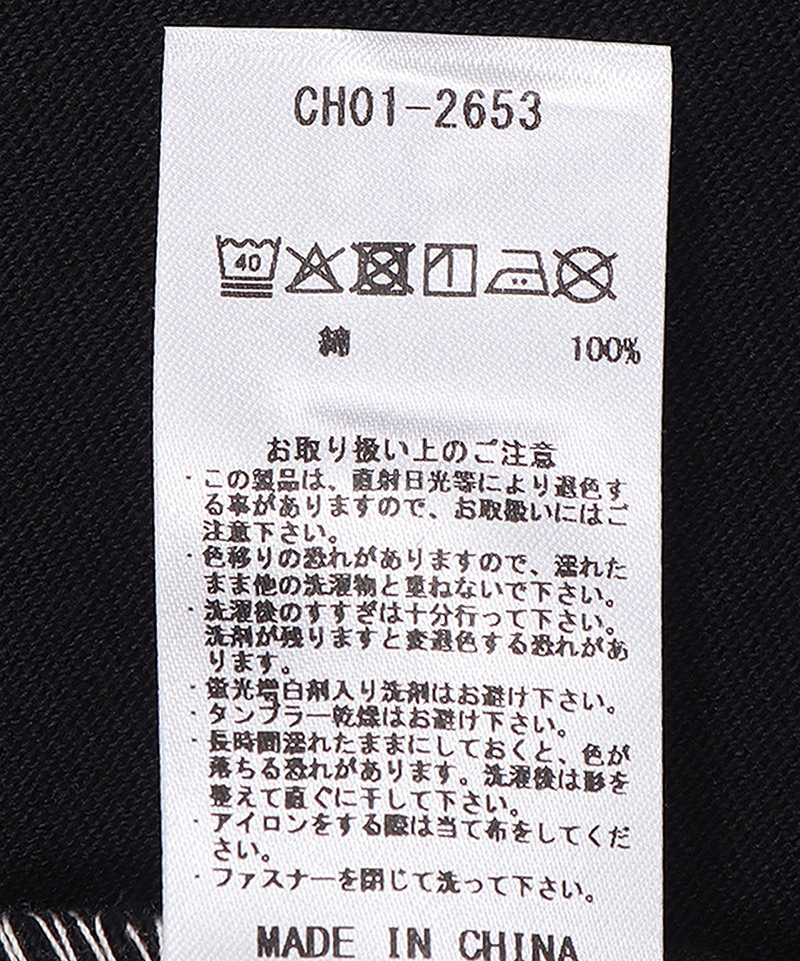 CH01-2653
40
綿 100%
お取り扱い上のご注意
・この製品は、直射日光等により退色す
る事がありますので、お取扱いにはご
注意下さい。
・色移りの恐れがありますので、濡れた
まま他の洗濯物と重ねないで下さい。
・洗濯後のすすぎは十分行って下さい。
洗剤が残りますと変退色する恐れがあ
ります。
・蛍光増白剤入り洗剤はお避け下さい。
・タンブラー乾燥はお避け下さい。
・長時間濡れたままにしておくと、色が
落ちる恐れがあります。洗濯後は形を
整えて直ぐに干して下さい。
・アイロンをする際は当て布をしてくだ
さい。
・ファスナーを閉じて洗って下さい。
MADE IN CHINA